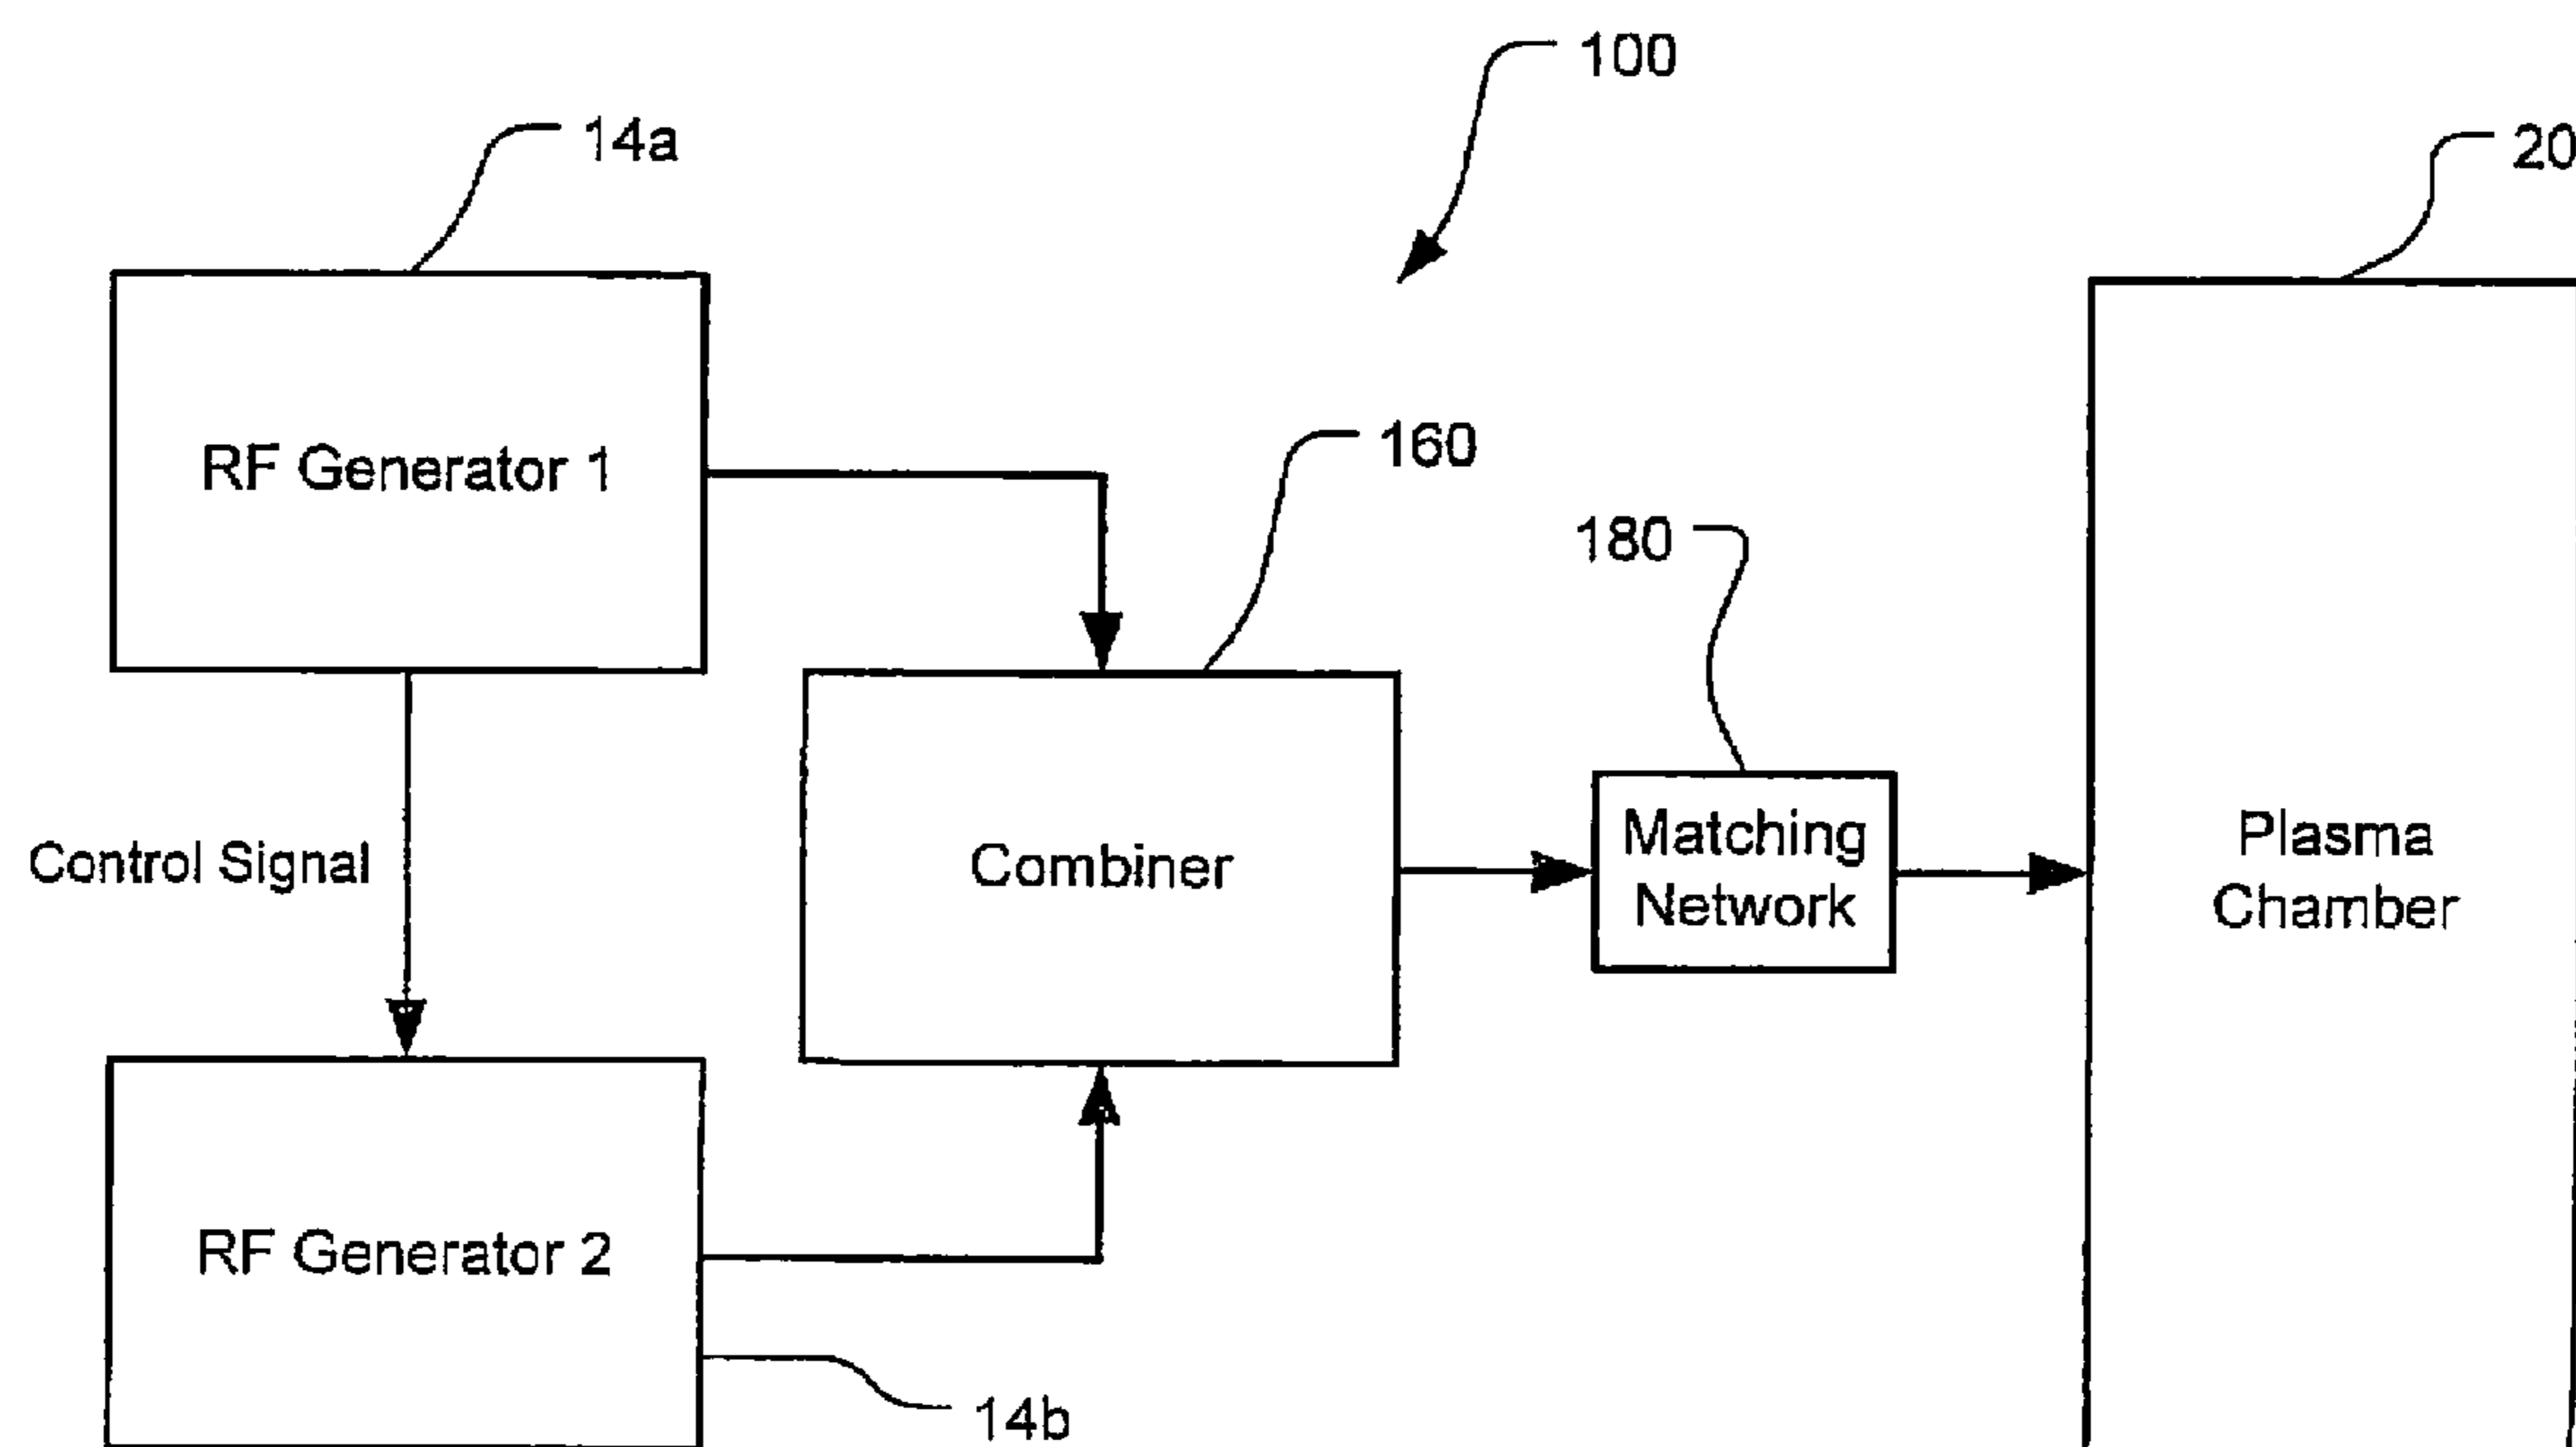 100
14a
20
RF Generator 1
160
180
Control Signal
Combiner
Matching
Network
Plasma
Chamber
RF Generator 2
14b